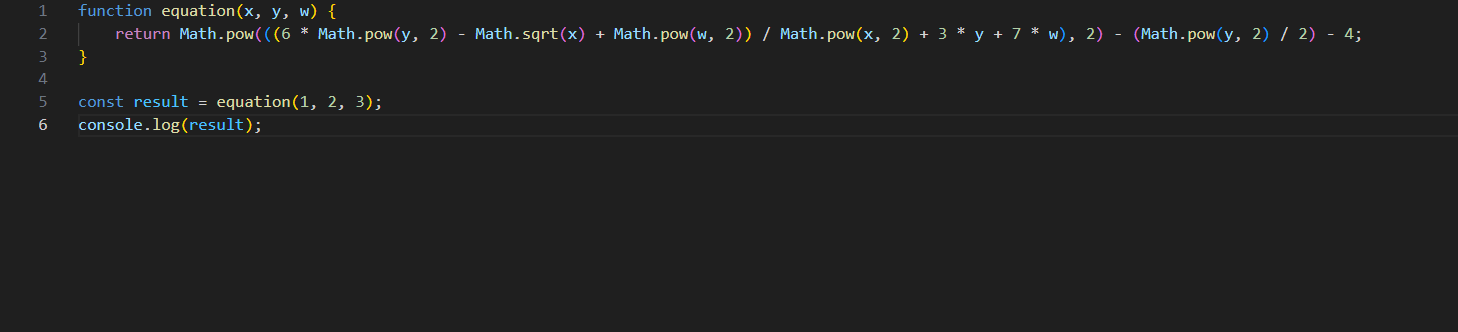 1 function equation(x, y, w) {
2 return Math.pow(((6 * Math.pow(y, 2) - Math.sqrt(x) + Math.pow(w, 2)) / Math.pow(x, 2) + 3 * y + 7 * w), 2) - (Math.pow(y, 2) / 2) - 4;
3 }
4
5 const result = equation(1, 2, 3);
6 console.log(result);